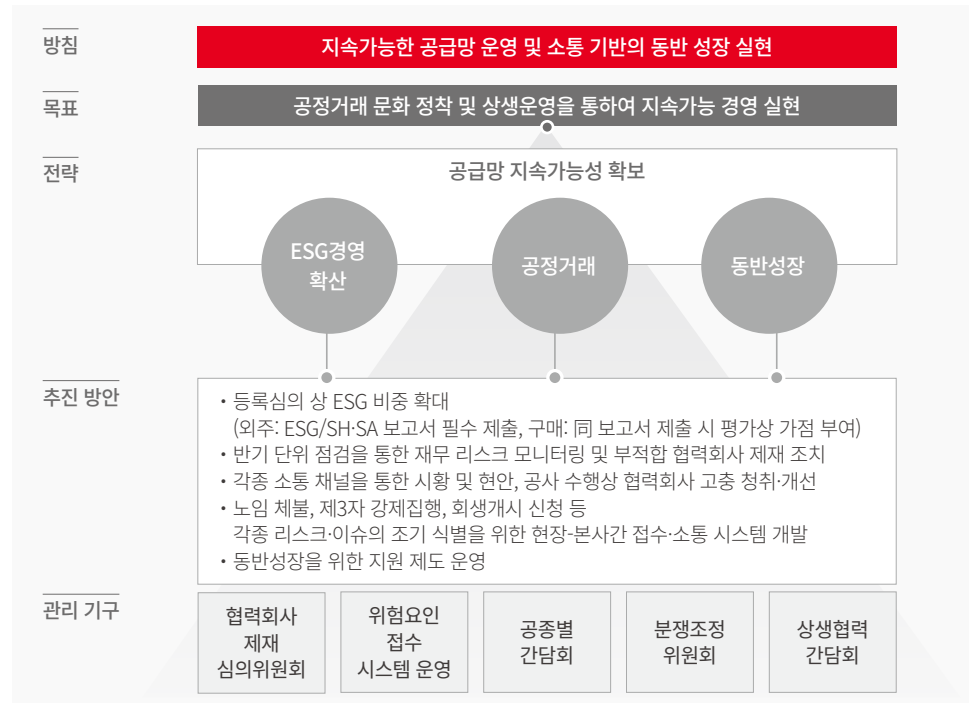 방침
지속가능한 공급망 운영 및 소통 기반의 동반 성장 실현
목표
공정거래 문화 정착 및 상생운영을 통하여 지속가능 경영 실현
전략
공급망 지속가능성 확보
ESG경영
확산
공정거래
동반성장
추진 방안
• 등록심의 상 ESG 비중 확대
(외주: ESG/SH·SA 보고서 필수 제출, 구매: 同 보고서 제출 시 평가상 가점 부여)
• 반기 단위 점검을 통한 재무 리스크 모니터링 및 부적합 협력회사 제재 조치
• 각종 소통 채널을 통한 시황 및 현안, 공사 수행상 협력회사 고충 청취·개선
• 노임 체불, 제3자 강제집행, 회생개시 신청 등
각종 리스크·이슈의 조기 식별을 위한 현장-본사간 접수·소통 시스템 개발
• 동반성장을 위한 지원 제도 운영
관리 기구
협력회사
제재
심의위원회
위험요인
접수
시스템 운영
공종별
간담회
분쟁조정
위원회
상생협력
간담회